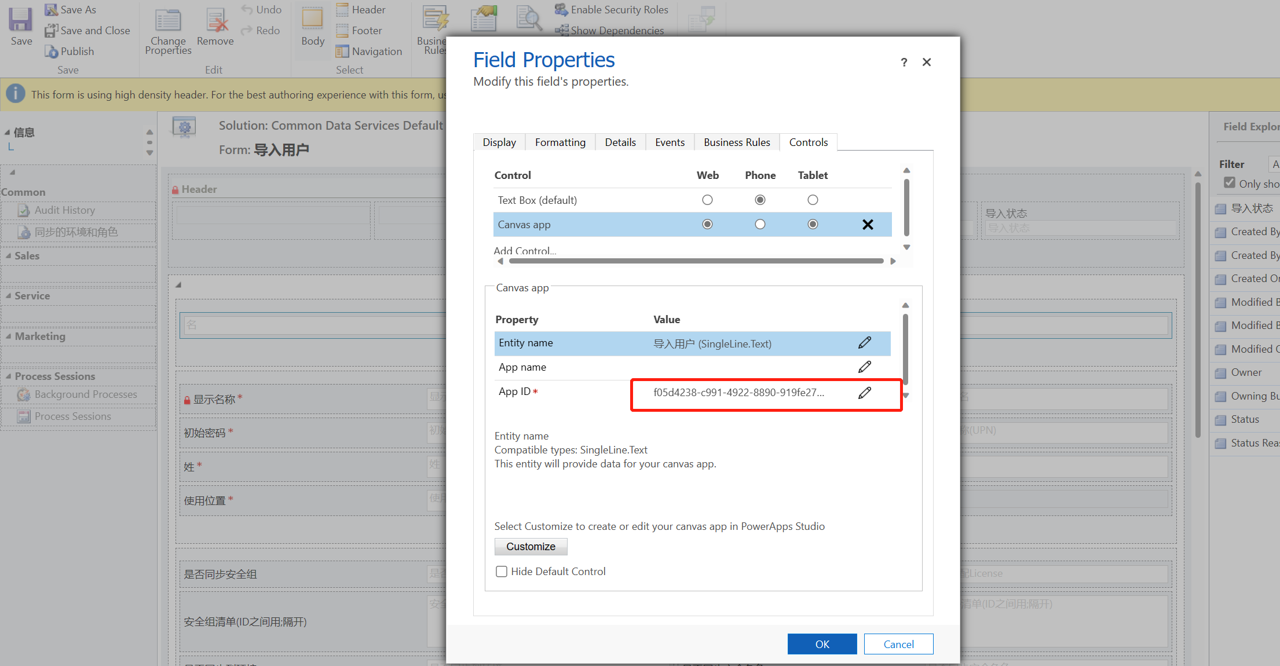 Save
Save As
Save and Close
Publish
Save
Change Properties
Remove
Undo
Redo
Edit
Body
Header
Footer
Navigation
Select
Enable Security Roles
Show Dependencies
This form is using high density header. For the best authoring experience with this form,
信息
Common
Audit History
同步的环境和角色
Sales
Service
Marketing
Process Sessions
Background Processes
Process Sessions
Solution: Common Data Services Default
Form: 导入用户
Header
导入状态
导入状态
名
显示名称*
初始密码*
姓*
姓
使用位置*
是否同步安全组
License
安全组清单(ID之间用;隔开)
(UPN)
Field Properties
Modify this field's properties.
?
Display
Formatting
Details
Events
Business Rules
Controls
Control Web Phone Tablet
Text Box (default)
Canvas app
Add Control...
Canvas app
Property Value
Entity name 导入用户 (SingleLine.Text)
App name
App ID* f05d4238-c991-4922-8890-919fe27...
Entity name
Compatible types: SingleLine.Text
This entity will provide data for your canvas app.
Select Customize to create or edit your canvas app in PowerApps Studio
Customize
Hide Default Control
OK
Cancel
Field Explor
Filter
Only sho
导入状态
Created By
Created By
Created On
Modified B
Modified B
Modified O
Owner
Owning Bu
Status
Status Reas